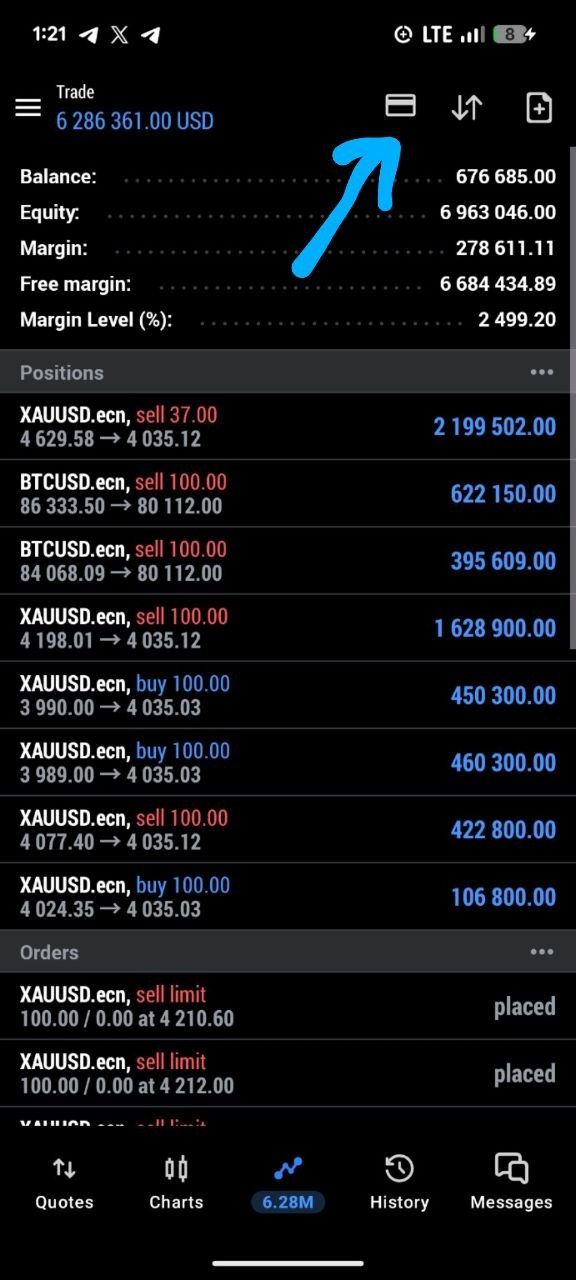 1:21 LTE 8
Trade
6 286 361.00 USD
Balance: 676 685.00
Equity: 6 963 046.00
Margin: 278 611.11
Free margin: 6 684 434.89
Margin Level (%): 2 499.20
Positions
XAUUSD.ecn, sell 37.00
4 629.58 → 4 035.12 2 199 502.00
BTCUSD.ecn, sell 100.00
86 333.50 → 80 112.00 622 150.00
BTCUSD.ecn, sell 100.00
84 068.09 → 80 112.00 395 609.00
XAUUSD.ecn, sell 100.00
4 198.01 → 4 035.12 1 628 900.00
XAUUSD.ecn, buy 100.00
3 990.00 → 4 035.03 450 300.00
XAUUSD.ecn, buy 100.00
3 989.00 → 4 035.03 460 300.00
XAUUSD.ecn, sell 100.00
4 077.40 → 4 035.12 422 800.00
XAUUSD.ecn, buy 100.00
4 024.35 → 4 035.03 106 800.00
Orders
XAUUSD.ecn, sell limit
100.00 / 0.00 at 4 210.60 placed
XAUUSD.ecn, sell limit
100.00 / 0.00 at 4 212.00 placed
XAUUSD.ecn, sell limit
Quotes Charts 6.28M History Messages